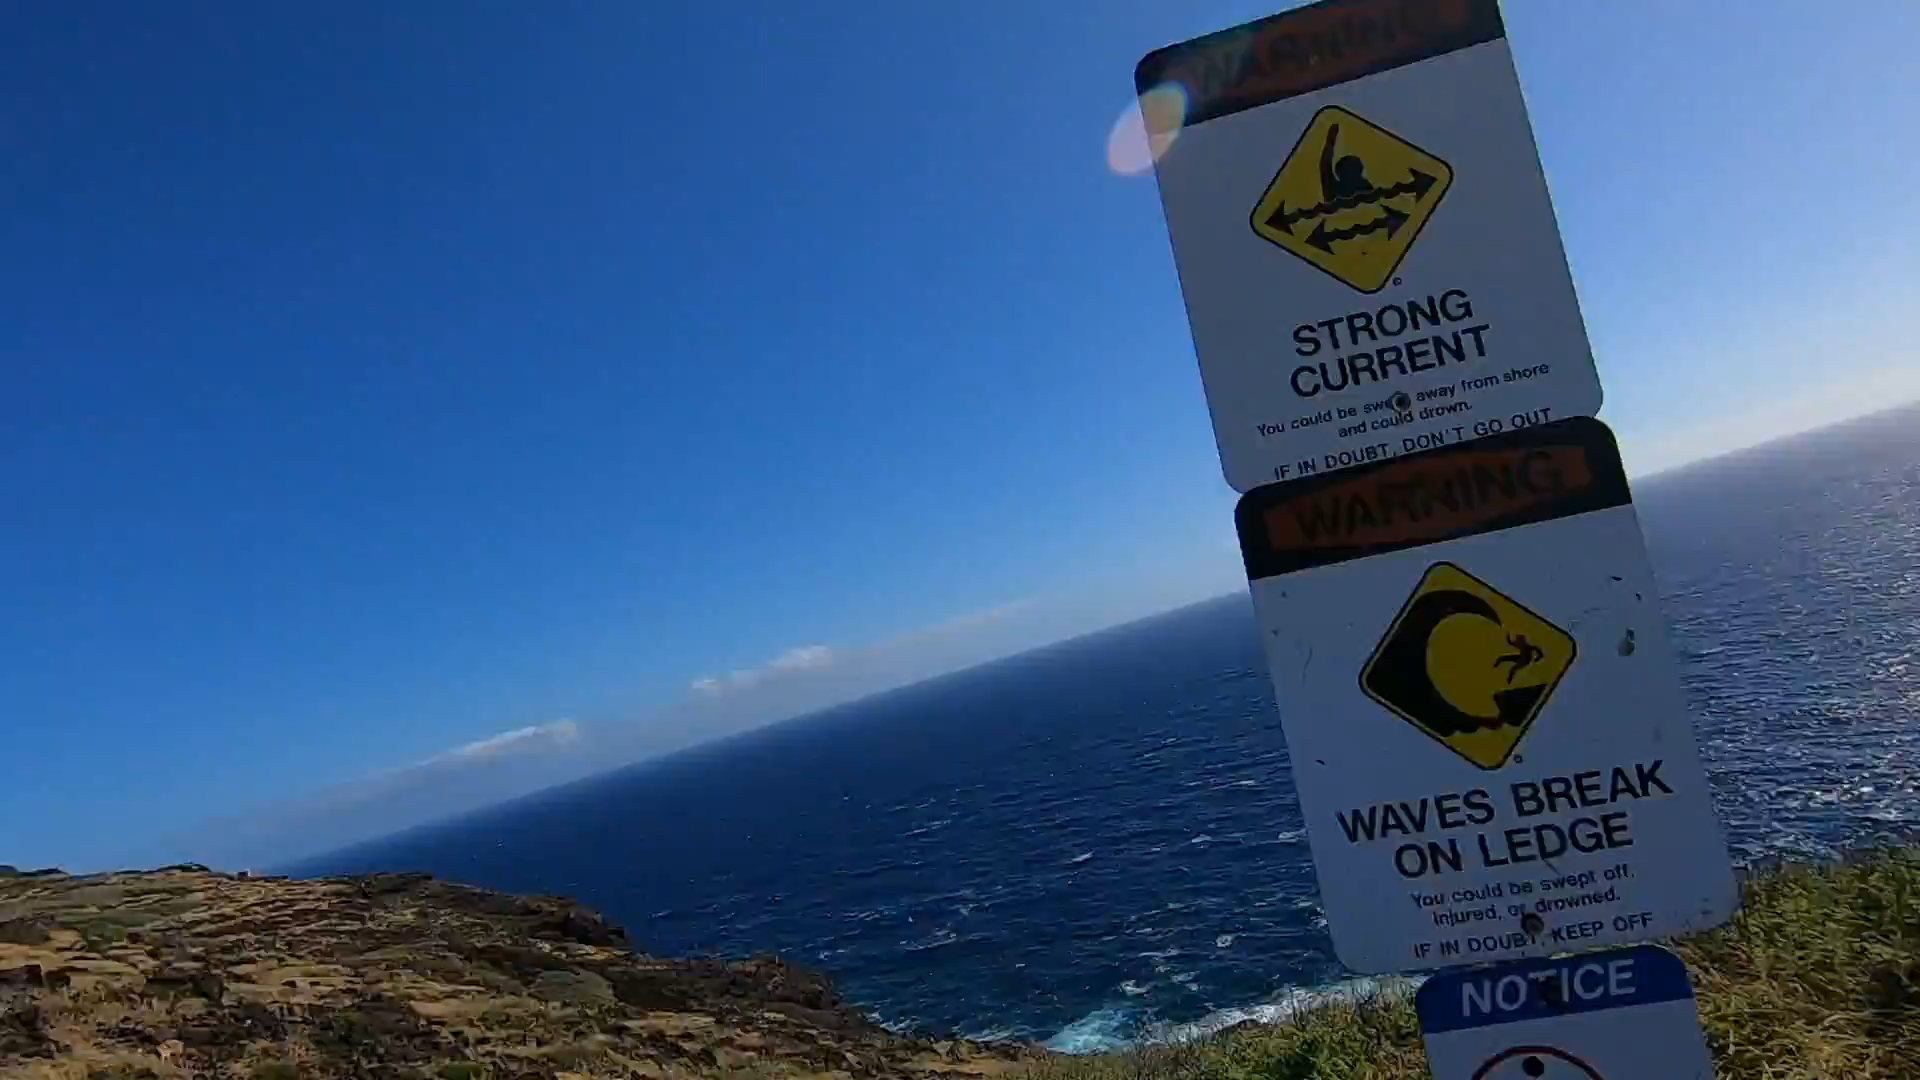 WARNING
STRONG
CURRENT
You could be swept away from shore
and could drown.
IF IN DOUBT, DON'T GO OUT
WARNING
WAVES BREAK
ON LEDGE
You could be swept off,
injured, or drowned.
IF IN DOUBT, KEEP OFF
NOTICE